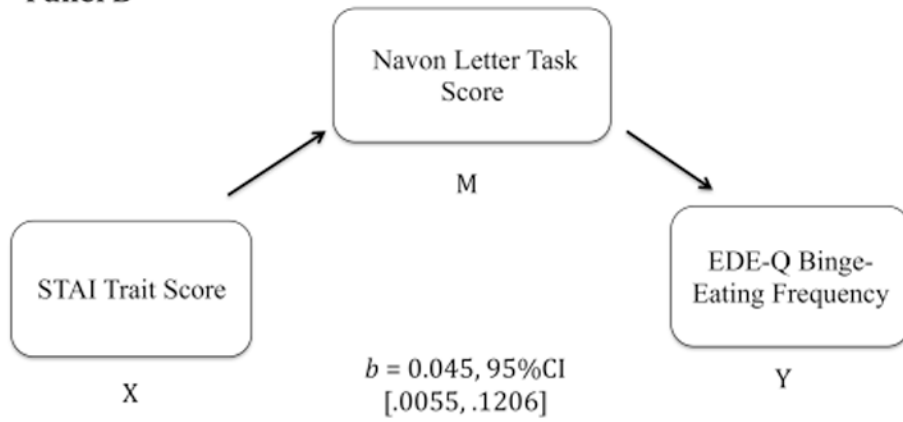 Navon Letter Task
Score
M
STAI Trait Score
X
EDE-Q Binge-
Eating Frequency
Y
b = 0.045, 95%CI
[.0055, .1206]